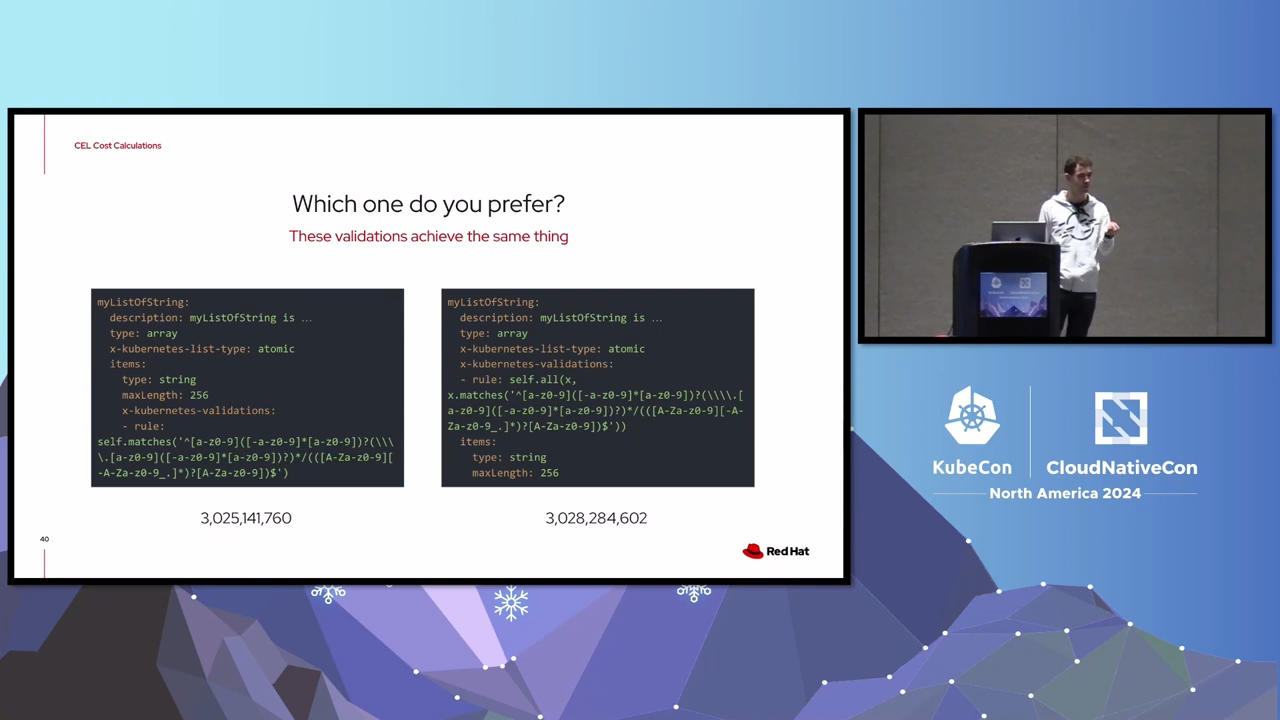 CEL Cost Calculations
Which one do you prefer?
These validations achieve the same thing
myListOfString:
description: myListOfString is ...
type: array
x-kubernetes-list-type: atomic
items:
type: string
maxLength: 256
x-kubernetes-validations:
- rule:
self.matches('^[a-z0-9]([-a-z0-9]*[a-z0-9])?(\\\
\.[a-z0-9]([-a-z0-9]*[a-z0-9])?)*/(([A-Za-z0-9][
-A-Za-z0-9_.]*)?[A-Za-z0-9])$')
3,025,141,760
myListOfString:
description: myListOfString is ...
type: array
x-kubernetes-list-type: atomic
x-kubernetes-validations:
- rule: self.all(x,
x.matches('^[a-z0-9]([-a-z0-9]*[a-z0-9])?(\\\\.[
a-z0-9]([-a-z0-9]*[a-z0-9])?)*/(([A-Za-z0-9][-A-
Za-z0-9_.]*)?[A-Za-z0-9])$'))
items:
type: string
maxLength: 256
3,028,284,602
40
Red Hat
KubeCon
CloudNativeCon
North America 2024